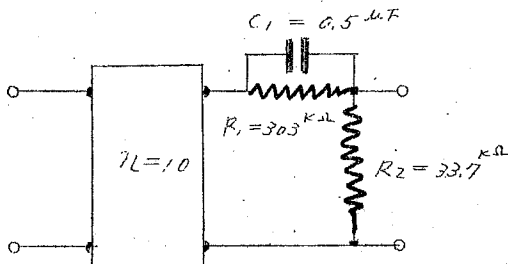 C1 = 0.5 μF
R1 = 303 KΩ
n = 10
R2 = 33.7 KΩ